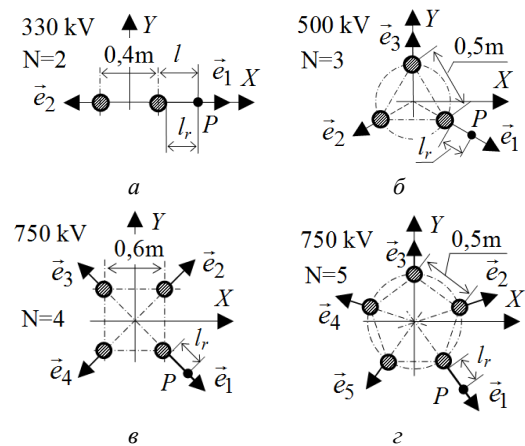 330 kV
N=2
0,4m
Y
l
e₁
X
e₂
P
lᵣ
а
500 kV
N=3
Y
e₃
0,5m
X
e₂
P
e₁
lᵣ
б
750 kV
N=4
Y
0,6m
e₃
e₂
X
e₄
lᵣ
P
e₁
в
750 kV
N=5
Y
e₃
0,5m
e₂
X
e₄
lᵣ
e₅
P
e₁
г